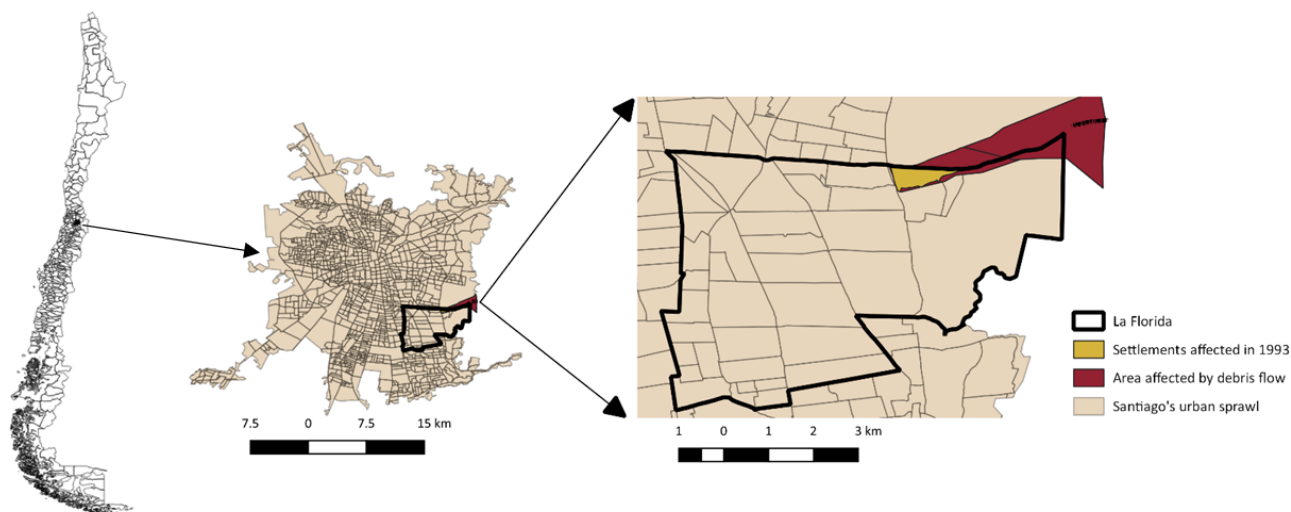 7.5 0 7.5 15 km
1 0 1 2 3 km
La Florida
Settlements affected in 1993
Area affected by debris flow
Santiago's urban sprawl